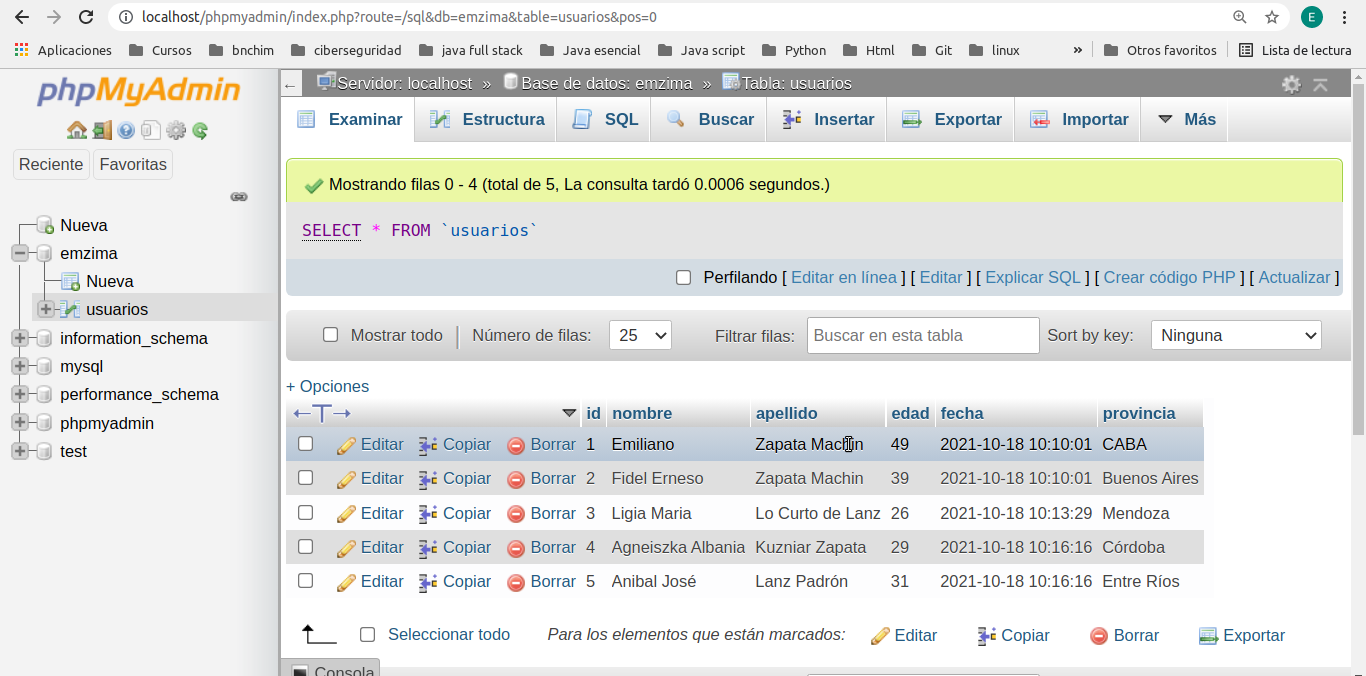 localhost/phpmyadmin/index.php?route=/sql&db=emzima&table=usuarios&pos=0
E
Aplicaciones Cursos bnchim ciberseguridad java full stack Java esencial Java script Python Html Git linux » Otros favoritos Lista de lectura
phpMyAdmin
Reciente Favoritas
Nueva
emzima
Nueva
usuarios
information_schema
mysql
performance_schema
phpmyadmin
test
Servidor: localhost » Base de datos: emzima » Tabla: usuarios
Examinar Estructura SQL Buscar Insertar Exportar Importar Más
Mostrando filas 0 - 4 (total de 5, La consulta tardó 0.0006 segundos.)
SELECT * FROM `usuarios`
Perfilando [ Editar en línea ] [ Editar ] [ Explicar SQL ] [ Crear código PHP ] [ Actualizar ]
Mostrar todo | Número de filas: 25 Filtrar filas: Buscar en esta tabla Sort by key: Ninguna
+ Opciones
←T→ id nombre apellido edad fecha provincia
Editar Copiar Borrar 1 Emiliano Zapata Machin 49 2021-10-18 10:10:01 CABA
Editar Copiar Borrar 2 Fidel Erneso Zapata Machin 39 2021-10-18 10:10:01 Buenos Aires
Editar Copiar Borrar 3 Ligia Maria Lo Curto de Lanz 26 2021-10-18 10:13:29 Mendoza
Editar Copiar Borrar 4 Agneiszka Albania Kuzniar Zapata 29 2021-10-18 10:16:16 Córdoba
Editar Copiar Borrar 5 Anibal José Lanz Padrón 31 2021-10-18 10:16:16 Entre Ríos
Seleccionar todo Para los elementos que están marcados: Editar Copiar Borrar Exportar
Consola